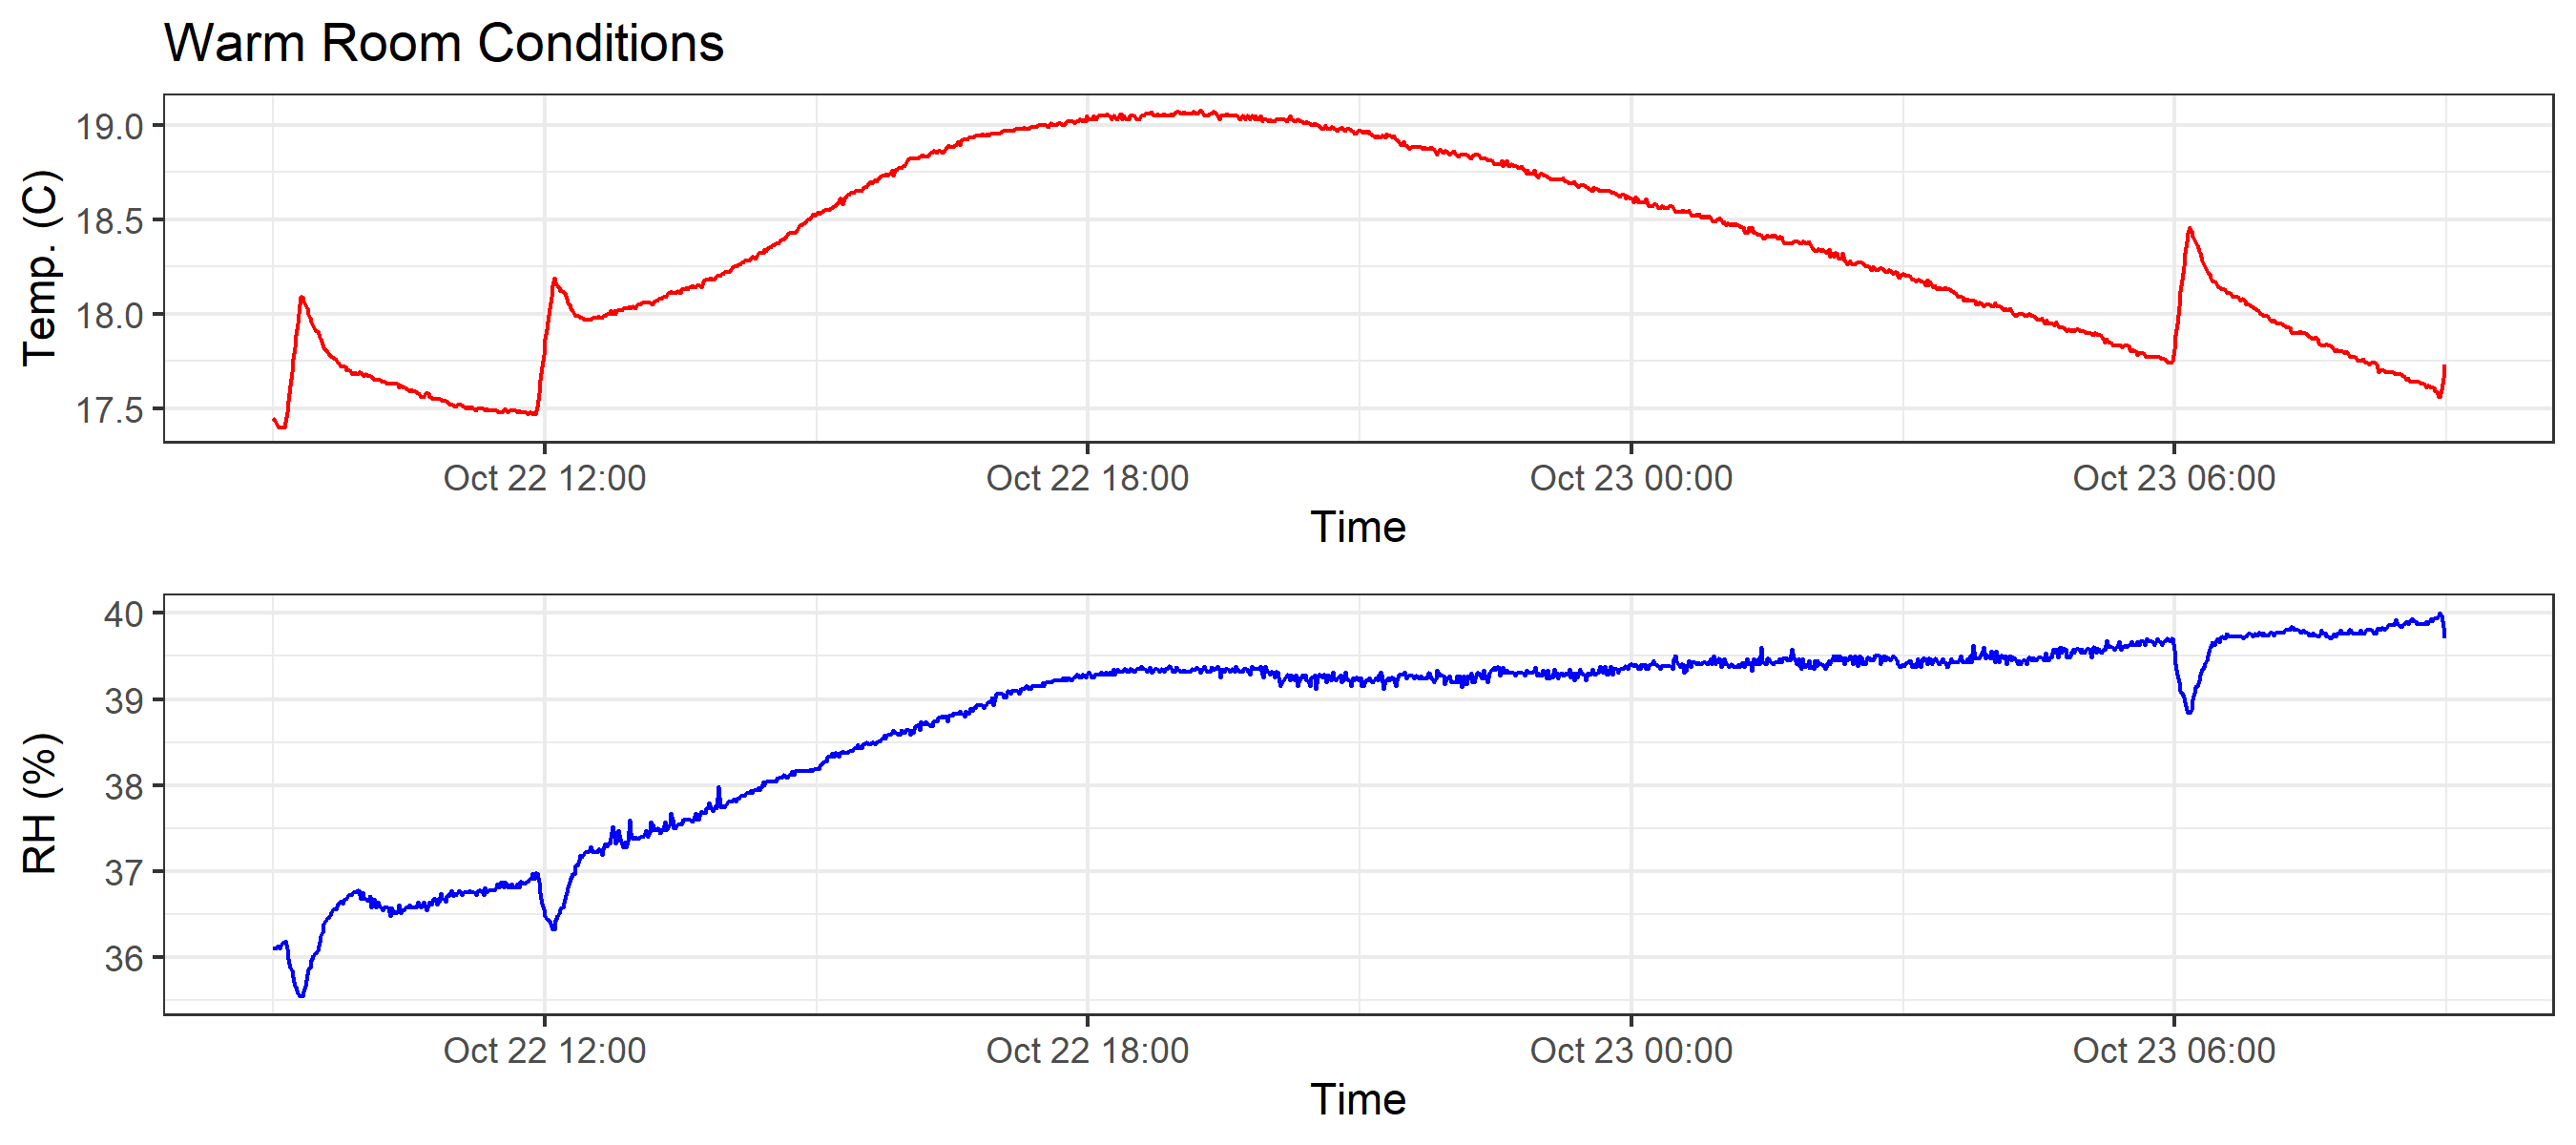 Warm Room Conditions
Temp. (C)
19.0
18.5
18.0
17.5
Oct 22 12:00 Oct 22 18:00 Oct 23 00:00 Oct 23 06:00
Time
RH (%)
40
39
38
37
36
Oct 22 12:00 Oct 22 18:00 Oct 23 00:00 Oct 23 06:00
Time